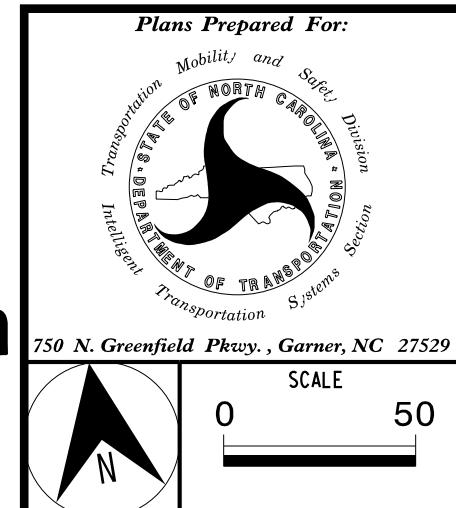 Plans Prepared For:
Transportation Mobility and Safety Division
STATE OF NORTH CAROLINA
DEPARTMENT OF TRANSPORTATION
Intelligent Transportation Systems Section
750 N. Greenfield Pkwy. , Garner, NC 27529
N
SCALE
0 50